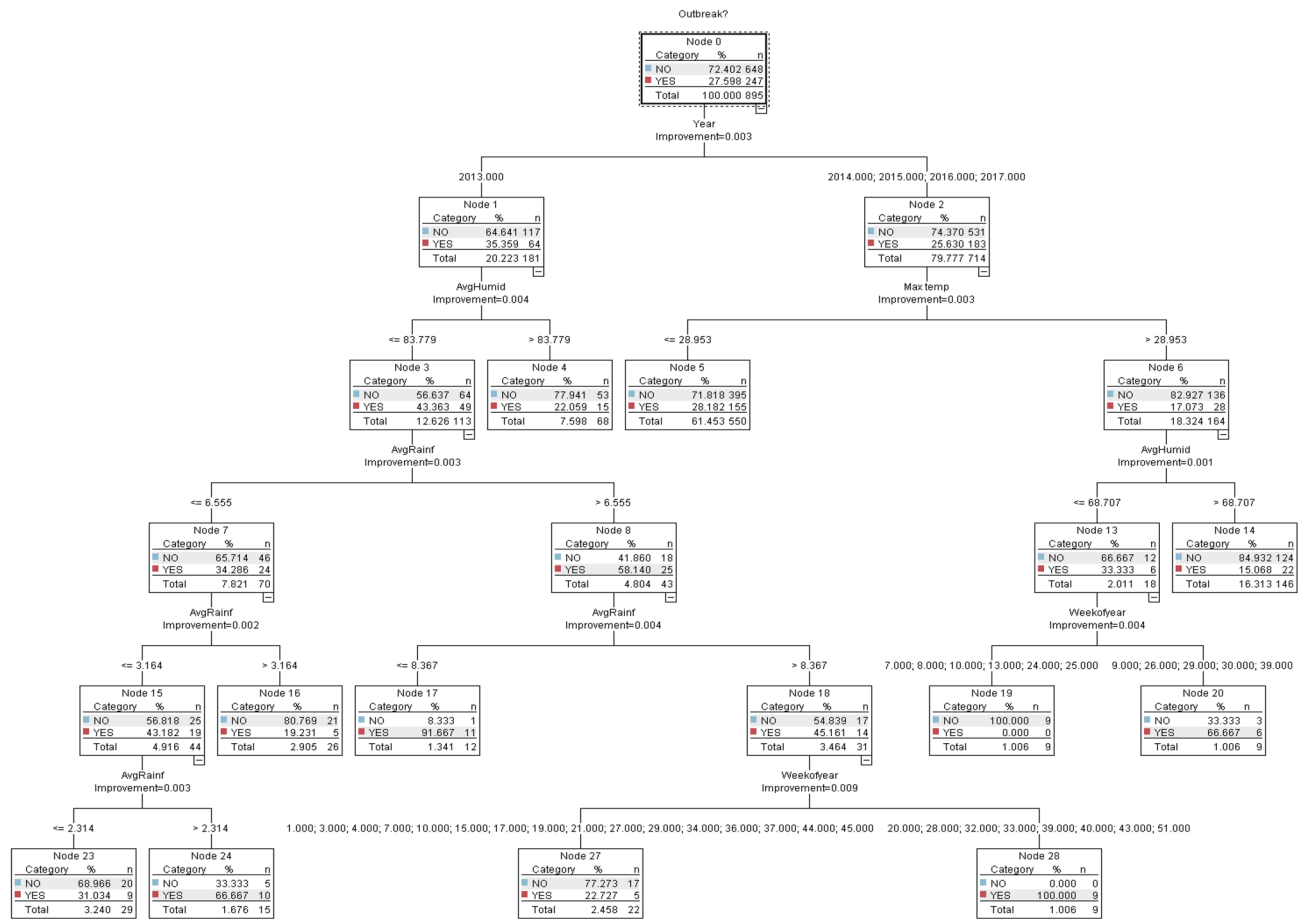 Outbreak?
Node 0
Category % n
NO 72.402 648
YES 27.598 247
Total 100.000 895
Year
Improvement=0.003
2013.000
2014.000; 2015.000; 2016.000; 2017.000
Node 1
Category % n
NO 64.641 117
YES 35.359 64
Total 20.223 181
Node 2
Category % n
NO 74.370 531
YES 25.630 183
Total 79.777 714
AvgHumid
Improvement=0.004
Max temp
Improvement=0.003
<= 83.779
> 83.779
<= 28.953
> 28.953
Node 3
Category % n
NO 56.637 64
YES 43.363 49
Total 12.626 113
Node 4
Category % n
NO 77.941 53
YES 22.059 15
Total 7.598 68
Node 5
Category % n
NO 71.818 395
YES 28.182 155
Total 61.453 550
Node 6
Category % n
NO 82.927 136
YES 17.073 28
Total 18.324 164
AvgRainf
Improvement=0.003
AvgHumid
Improvement=0.001
<= 6.555
> 6.555
<= 68.707
> 68.707
Node 7
Category % n
NO 65.714 46
YES 34.286 24
Total 7.821 70
Node 8
Category % n
NO 41.860 18
YES 58.140 25
Total 4.804 43
Node 13
Category % n
NO 66.667 12
YES 33.333 6
Total 2.011 18
Node 14
Category % n
NO 84.932 124
YES 15.068 22
Total 16.313 146
AvgRainf
Improvement=0.002
AvgRainf
Improvement=0.004
Weekofyear
Improvement=0.004
<= 3.164
> 3.164
<= 8.367
> 8.367
7.000; 8.000; 10.000; 13.000; 24.000; 25.000
9.000; 26.000; 29.000; 30.000; 39.000
Node 15
Category % n
NO 56.818 25
YES 43.182 19
Total 4.916 44
Node 16
Category % n
NO 80.769 21
YES 19.231 5
Total 2.905 26
Node 17
Category % n
NO 8.333 1
YES 91.667 11
Total 1.341 12
Node 18
Category % n
NO 54.839 17
YES 45.161 14
Total 3.464 31
Node 19
Category % n
NO 100.000 9
YES 0.000 0
Total 1.006 9
Node 20
Category % n
NO 33.333 3
YES 66.667 6
Total 1.006 9
AvgRainf
Improvement=0.003
Weekofyear
Improvement=0.009
<= 2.314
> 2.314
1.000; 3.000; 4.000; 7.000; 10.000; 15.000; 17.000; 19.000; 21.000; 27.000; 29.000; 34.000; 36.000; 37.000; 44.000; 45.000
20.000; 28.000; 32.000; 33.000; 39.000; 40.000; 43.000; 51.000
Node 23
Category % n
NO 68.966 20
YES 31.034 9
Total 3.240 29
Node 24
Category % n
NO 33.333 5
YES 66.667 10
Total 1.676 15
Node 27
Category % n
NO 77.273 17
YES 22.727 5
Total 2.458 22
Node 28
Category % n
NO 0.000 0
YES 100.000 9
Total 1.006 9